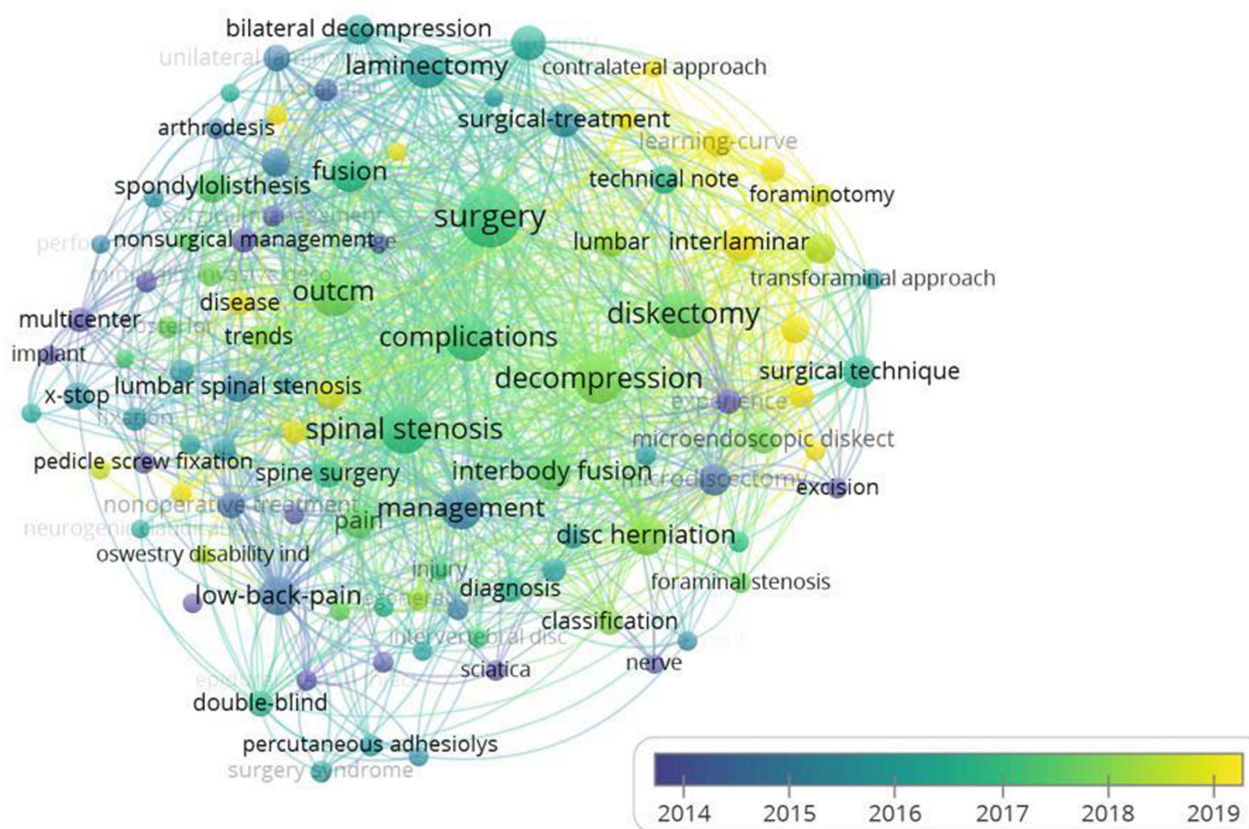 bilateral decompression
laminectomy
contralateral approach
arthrodesis
surgical-treatment
learning-curve
fusion
technical note
spondylolisthesis
foraminotomy
surgery
nonsurgical management
lumbar
interlaminar
transforaminal approach
outcm
disease
diskectomy
multicenter
trends
complications
implant
surgical technique
decompression
x-stop
lumbar spinal stenosis
experience
fixation
spinal stenosis
microendoscopic diskect
pedicle screw fixation
spine surgery
interbody fusion
microdiscectomy
excision
nonoperative treatment
management
pain
disc herniation
oswestry disability ind
injury
foraminal stenosis
low-back-pain
diagnosis
classification
intervertebral disc
sciatica
nerve
double-blind
percutaneous adhesiolys
surgery syndrome
2014 2015 2016 2017 2018 2019